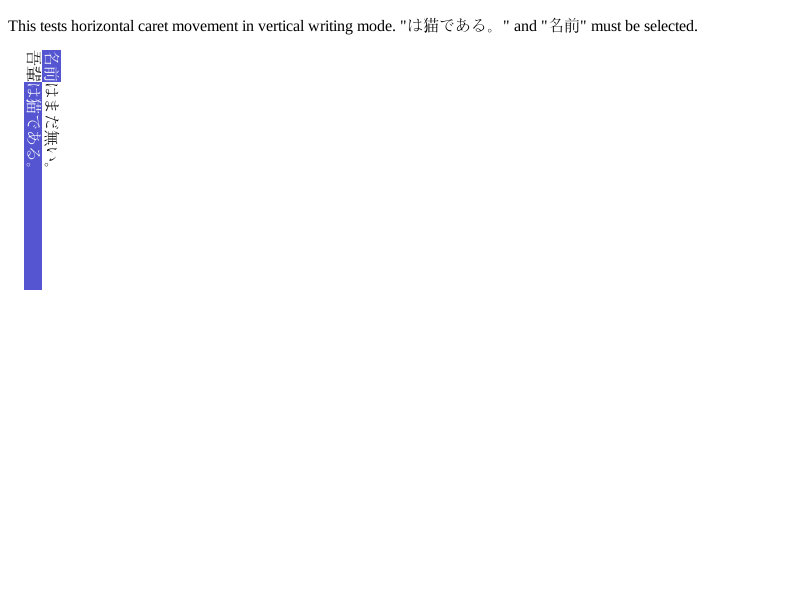 This tests horizontal caret movement in vertical writing mode. "は猫である。" and "名前" must be selected.
吾輩は猫である。
名前はまだ無い。